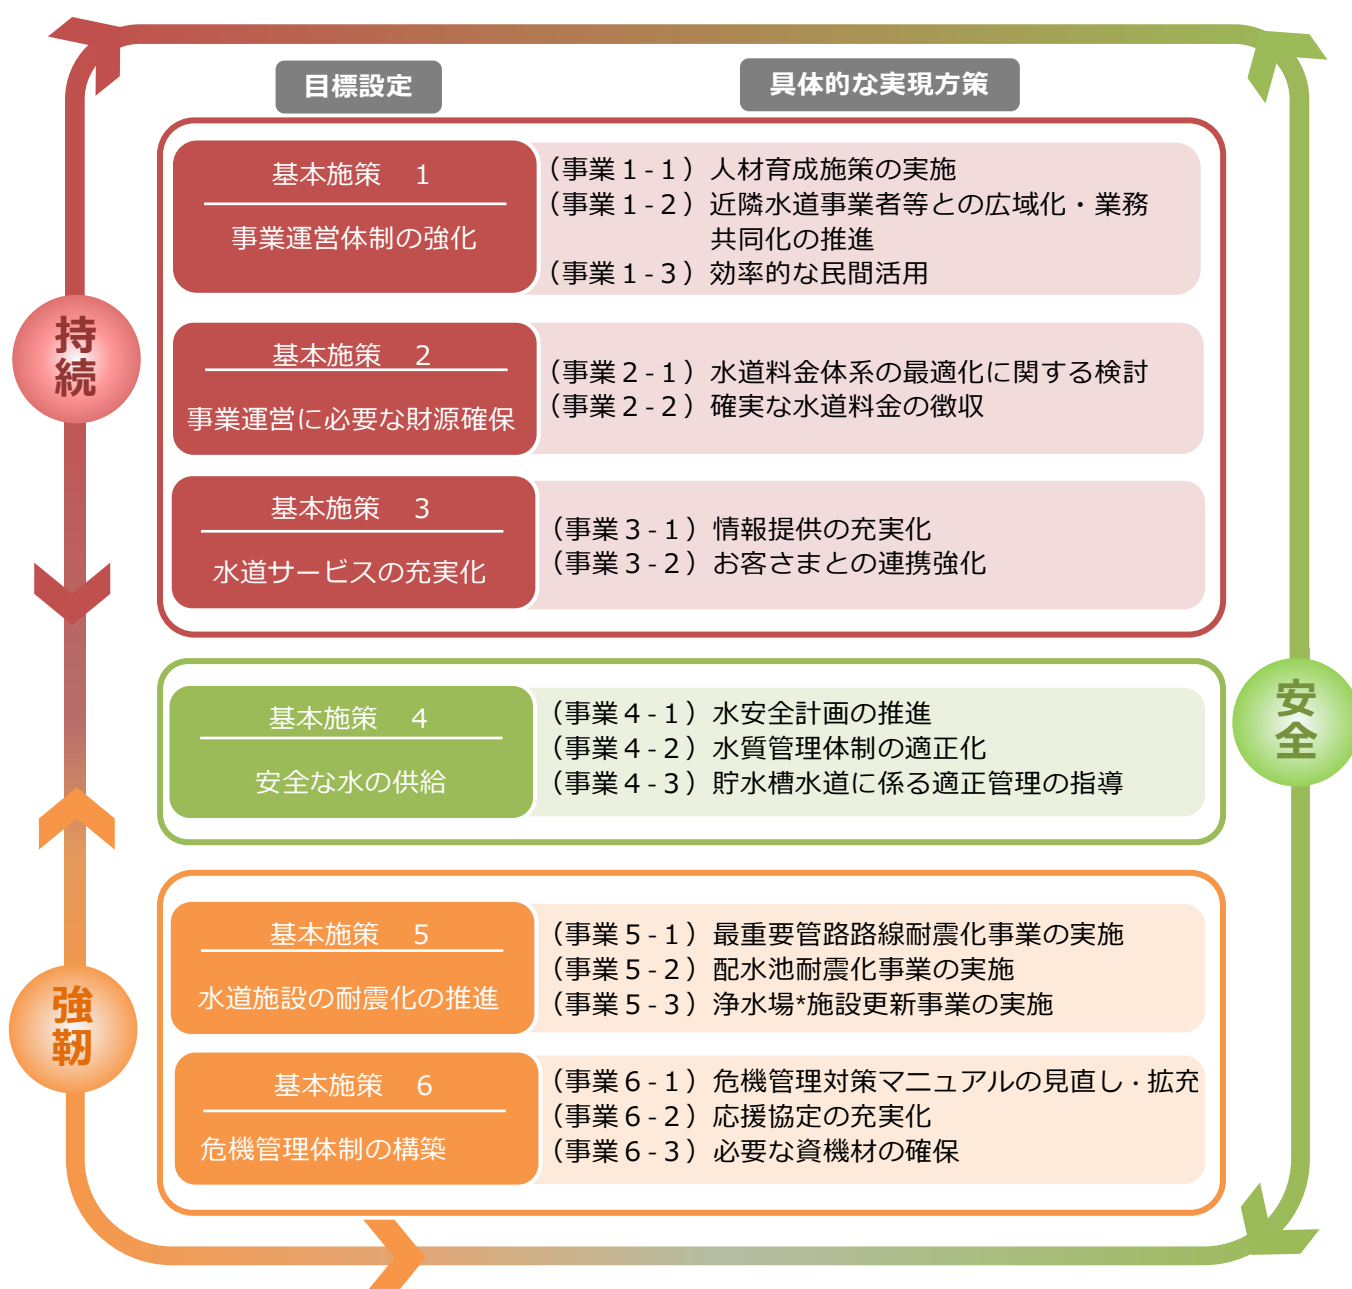 目標設定
具体的な実現方策
持続
基本施策　1
事業運営体制の強化
（事業１-１）人材育成施策の実施
（事業１-２）近隣水道事業者等との広域化・業務
共同化の推進
（事業１-３）効率的な民間活用
基本施策　2
事業運営に必要な財源確保
（事業２-１）水道料金体系の最適化に関する検討
（事業２-２）確実な水道料金の徴収
基本施策　3
水道サービスの充実化
（事業３-１）情報提供の充実化
（事業３-２）お客さまとの連携強化
安全
基本施策　4
安全な水の供給
（事業４-１）水安全計画の推進
（事業４-２）水質管理体制の適正化
（事業４-３）貯水槽水道に係る適正管理の指導
強靭
基本施策　5
水道施設の耐震化の推進
（事業５-１）最重要管路路線耐震化事業の実施
（事業５-２）配水池耐震化事業の実施
（事業５-３）浄水場*施設更新事業の実施
基本施策　6
危機管理体制の構築
（事業６-１）危機管理対策マニュアルの見直し・拡充
（事業６-２）応援協定の充実化
（事業６-３）必要な資機材の確保